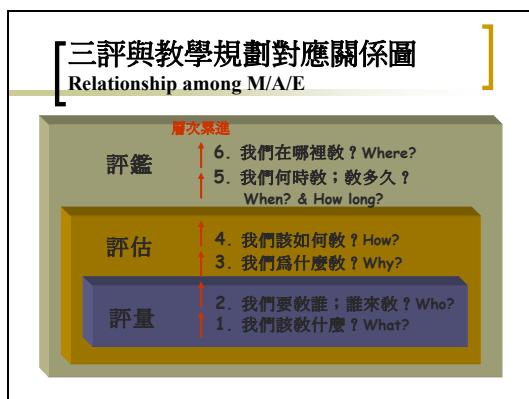 三評與教學規劃對應關係圖
Relationship among M/A/E
層次累進
評鑑
6. 我們在哪裡教？Where?
5. 我們何時教；教多久？
When? & How long?
評估
4. 我們該如何教？How?
3. 我們為什麼教？Why?
評量
2. 我們要教誰；誰來教？Who?
1. 我們該教什麼？What?